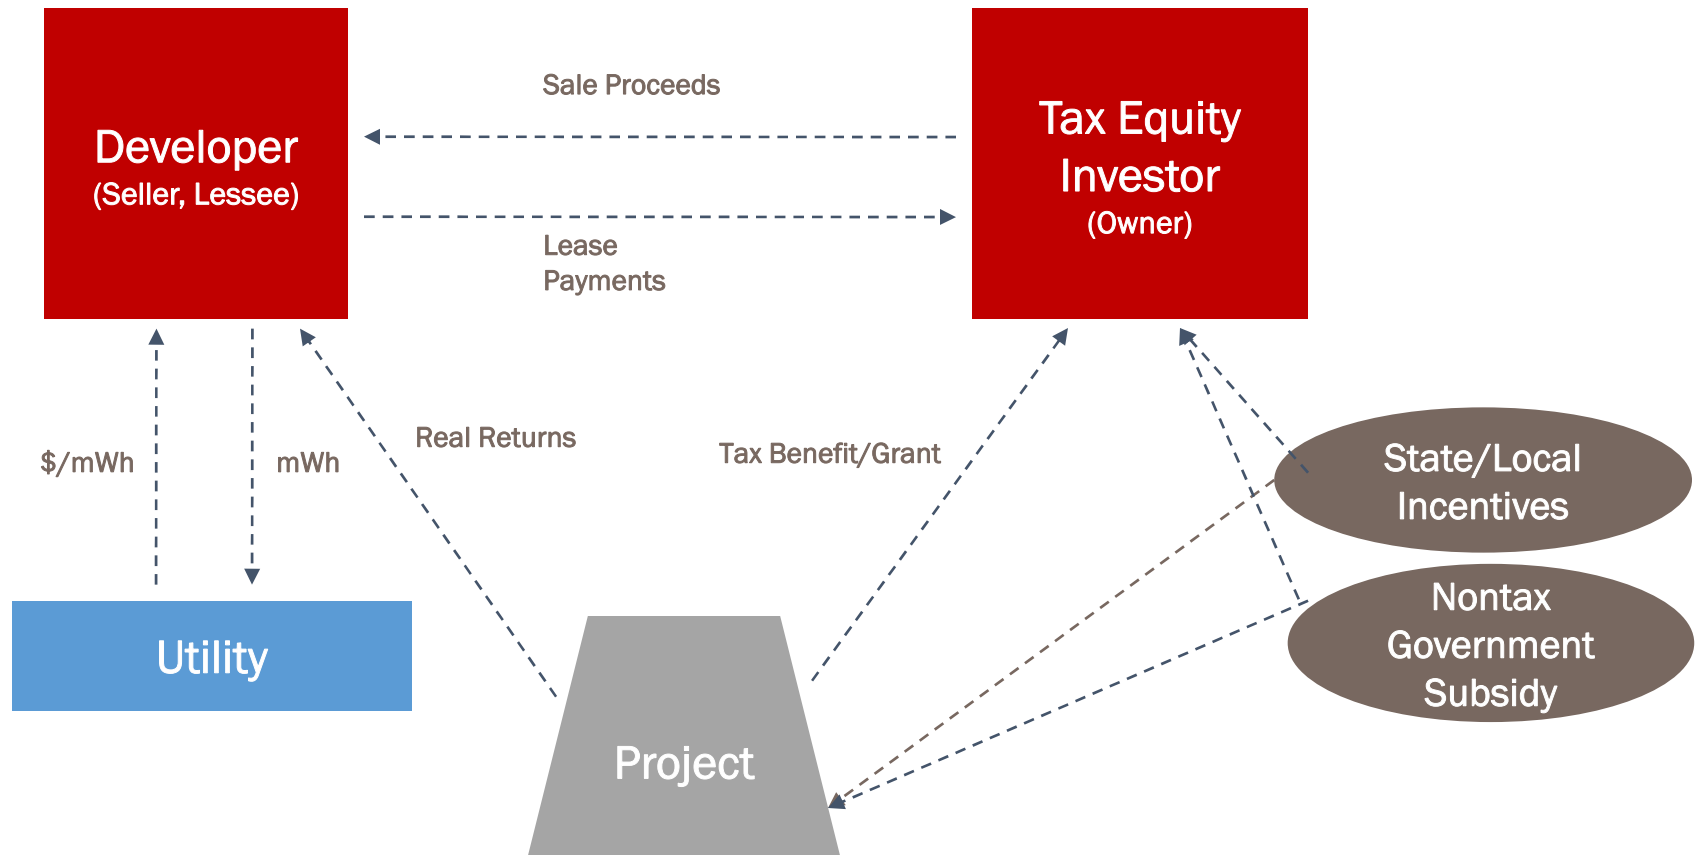 Sale Proceeds
Developer
(Seller, Lessee)
Tax Equity
Investor
(Owner)
Lease
Payments
Real Returns
Tax Benefit/Grant
$/mWh
mWh
State/Local
Incentives
Utility
Nontax
Government
Subsidy
Project